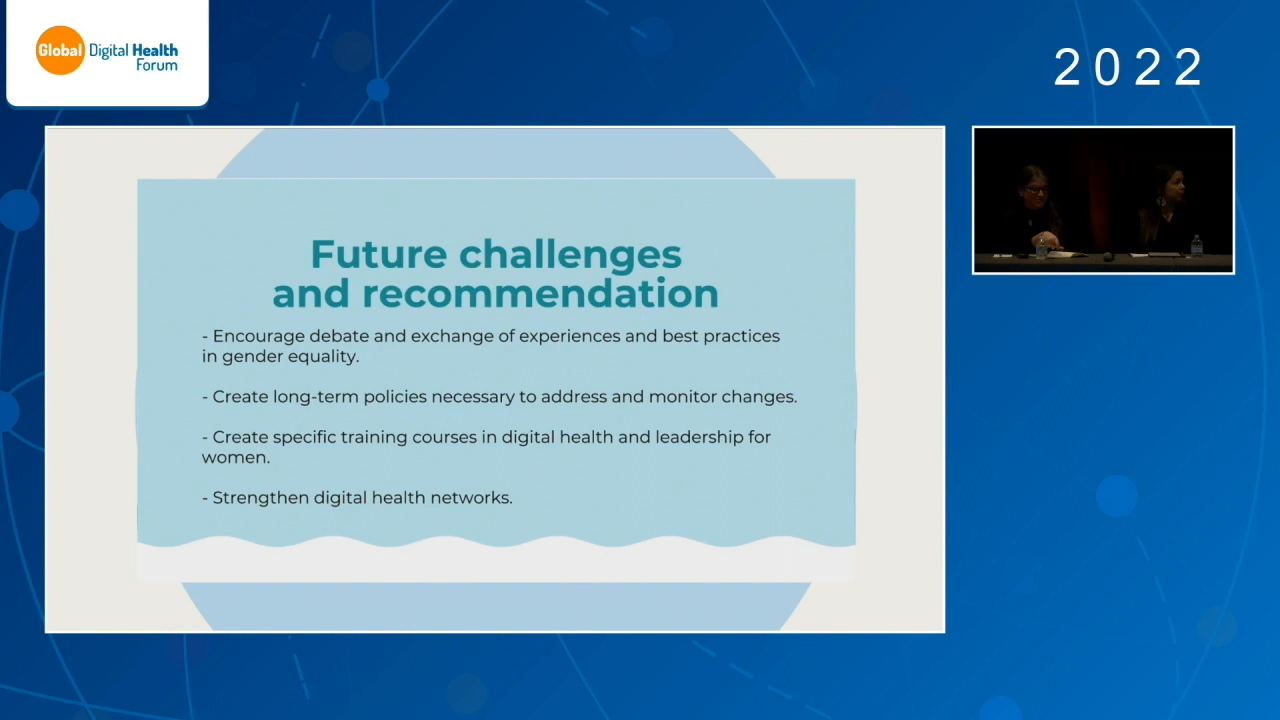 Global Digital Health
Forum
2022
Future challenges
and recommendation
- Encourage debate and exchange of experiences and best practices
in gender equality.
- Create long-term policies necessary to address and monitor changes.
- Create specific training courses in digital health and leadership for
women.
- Strengthen digital health networks.